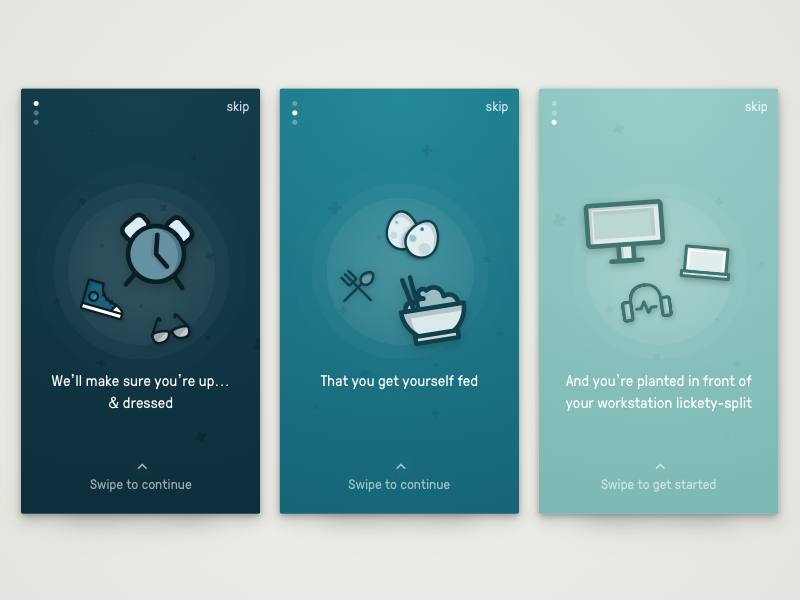 skip
We'll make sure you're up...
& dressed
Swipe to continue
skip
That you get yourself fed
Swipe to continue
skip
And you're planted in front of
your workstation lickety-split
Swipe to get started